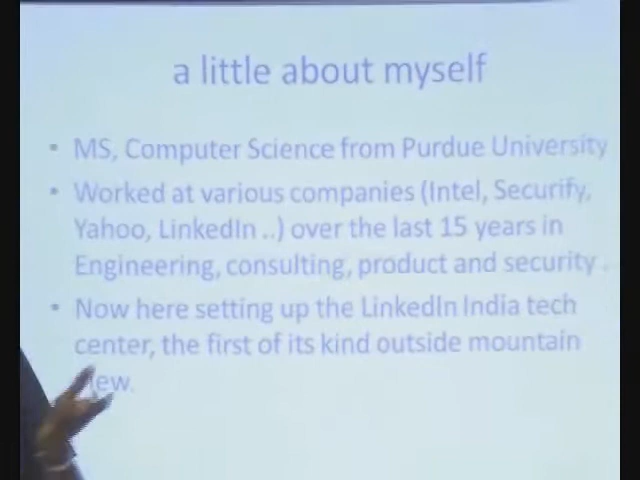 a little about myself
• MS, Computer Science from Purdue University
• Worked at various companies (Intel, Securify,
Yahoo, LinkedIn ..) over the last 15 years in
Engineering, consulting, product and security .
• Now here setting up the LinkedIn India tech
center, the first of its kind outside mountain